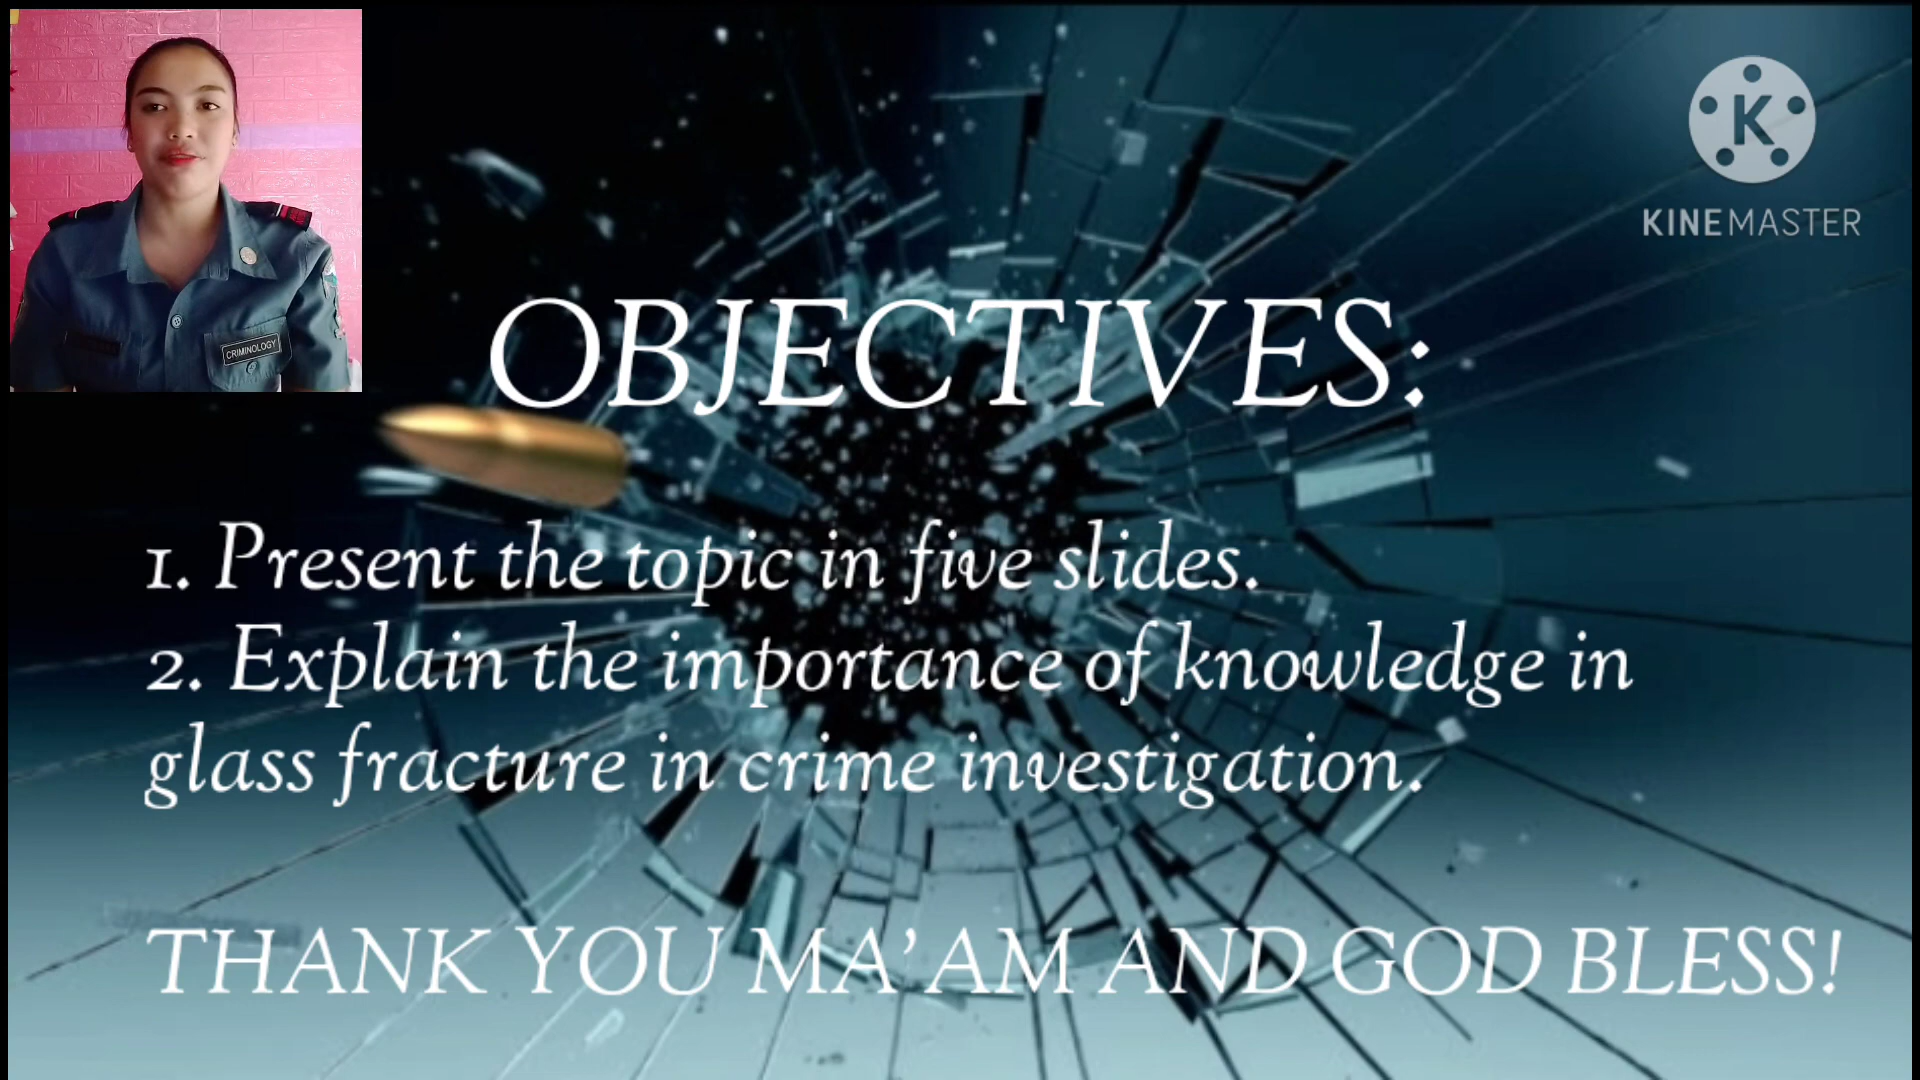 KINEMASTER
K
CRIMINOLOGY
OBJECTIVES:
1. Present the topic in five slides.
2. Explain the importance of knowledge in
glass fracture in crime investigation.
THANK YOU MA'AM AND GOD BLESS!